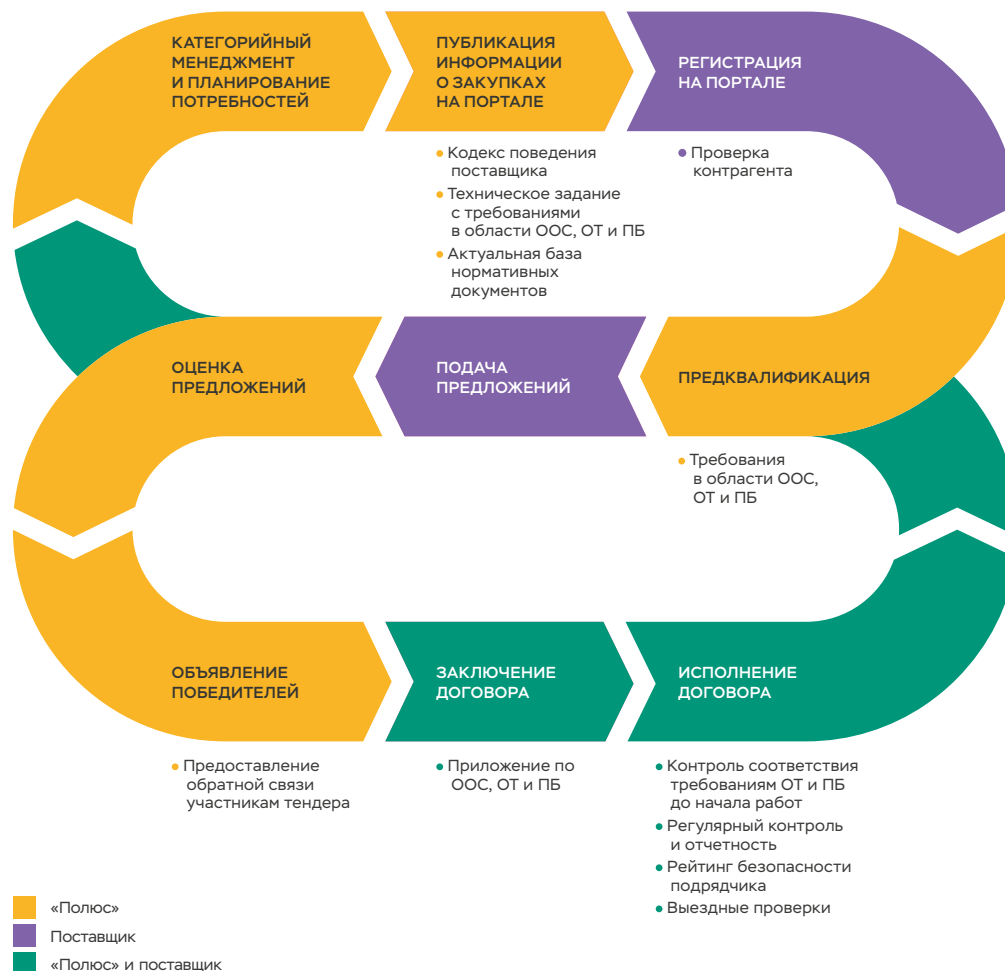 КАТЕГОРИЙНЫЙ
МЕНЕДЖМЕНТ
И ПЛАНИРОВАНИЕ
ПОТРЕБНОСТЕЙ
ПУБЛИКАЦИЯ
ИНФОРМАЦИИ
О ЗАКУПКАХ
НА ПОРТАЛЕ
РЕГИСТРАЦИЯ
НА ПОРТАЛЕ
• Кодекс поведения
поставщика
• Техническое задание
с требованиями
в области ООС, ОТ и ПБ
• Актуальная база
нормативных
документов
• Проверка
контрагента
ОЦЕНКА
ПРЕДЛОЖЕНИЙ
ПОДАЧА
ПРЕДЛОЖЕНИЙ
ПРЕДКВАЛИФИКАЦИЯ
• Требования
в области ООС,
ОТ и ПБ
ОБЪЯВЛЕНИЕ
ПОБЕДИТЕЛЕЙ
ЗАКЛЮЧЕНИЕ
ДОГОВОРА
ИСПОЛНЕНИЕ
ДОГОВОРА
• Предоставление
обратной связи
участникам тендера
• Приложение по
ООС, ОТ и ПБ
• Контроль соответствия
требованиям ОТ и ПБ
до начала работ
• Регулярный контроль
и отчетность
• Рейтинг безопасности
подрядчика
• Выездные проверки
«Полюс»
Поставщик
«Полюс» и поставщик